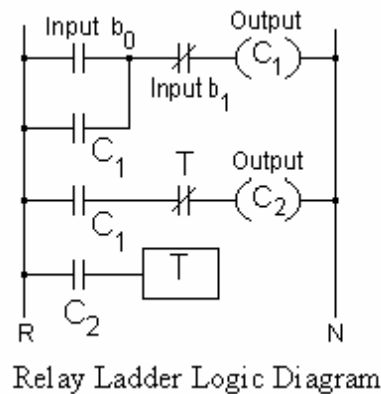 Input b0 Output
C1
Input b1
C1
T Output
C2
C1
T
C2
R N
Relay Ladder Logic Diagram